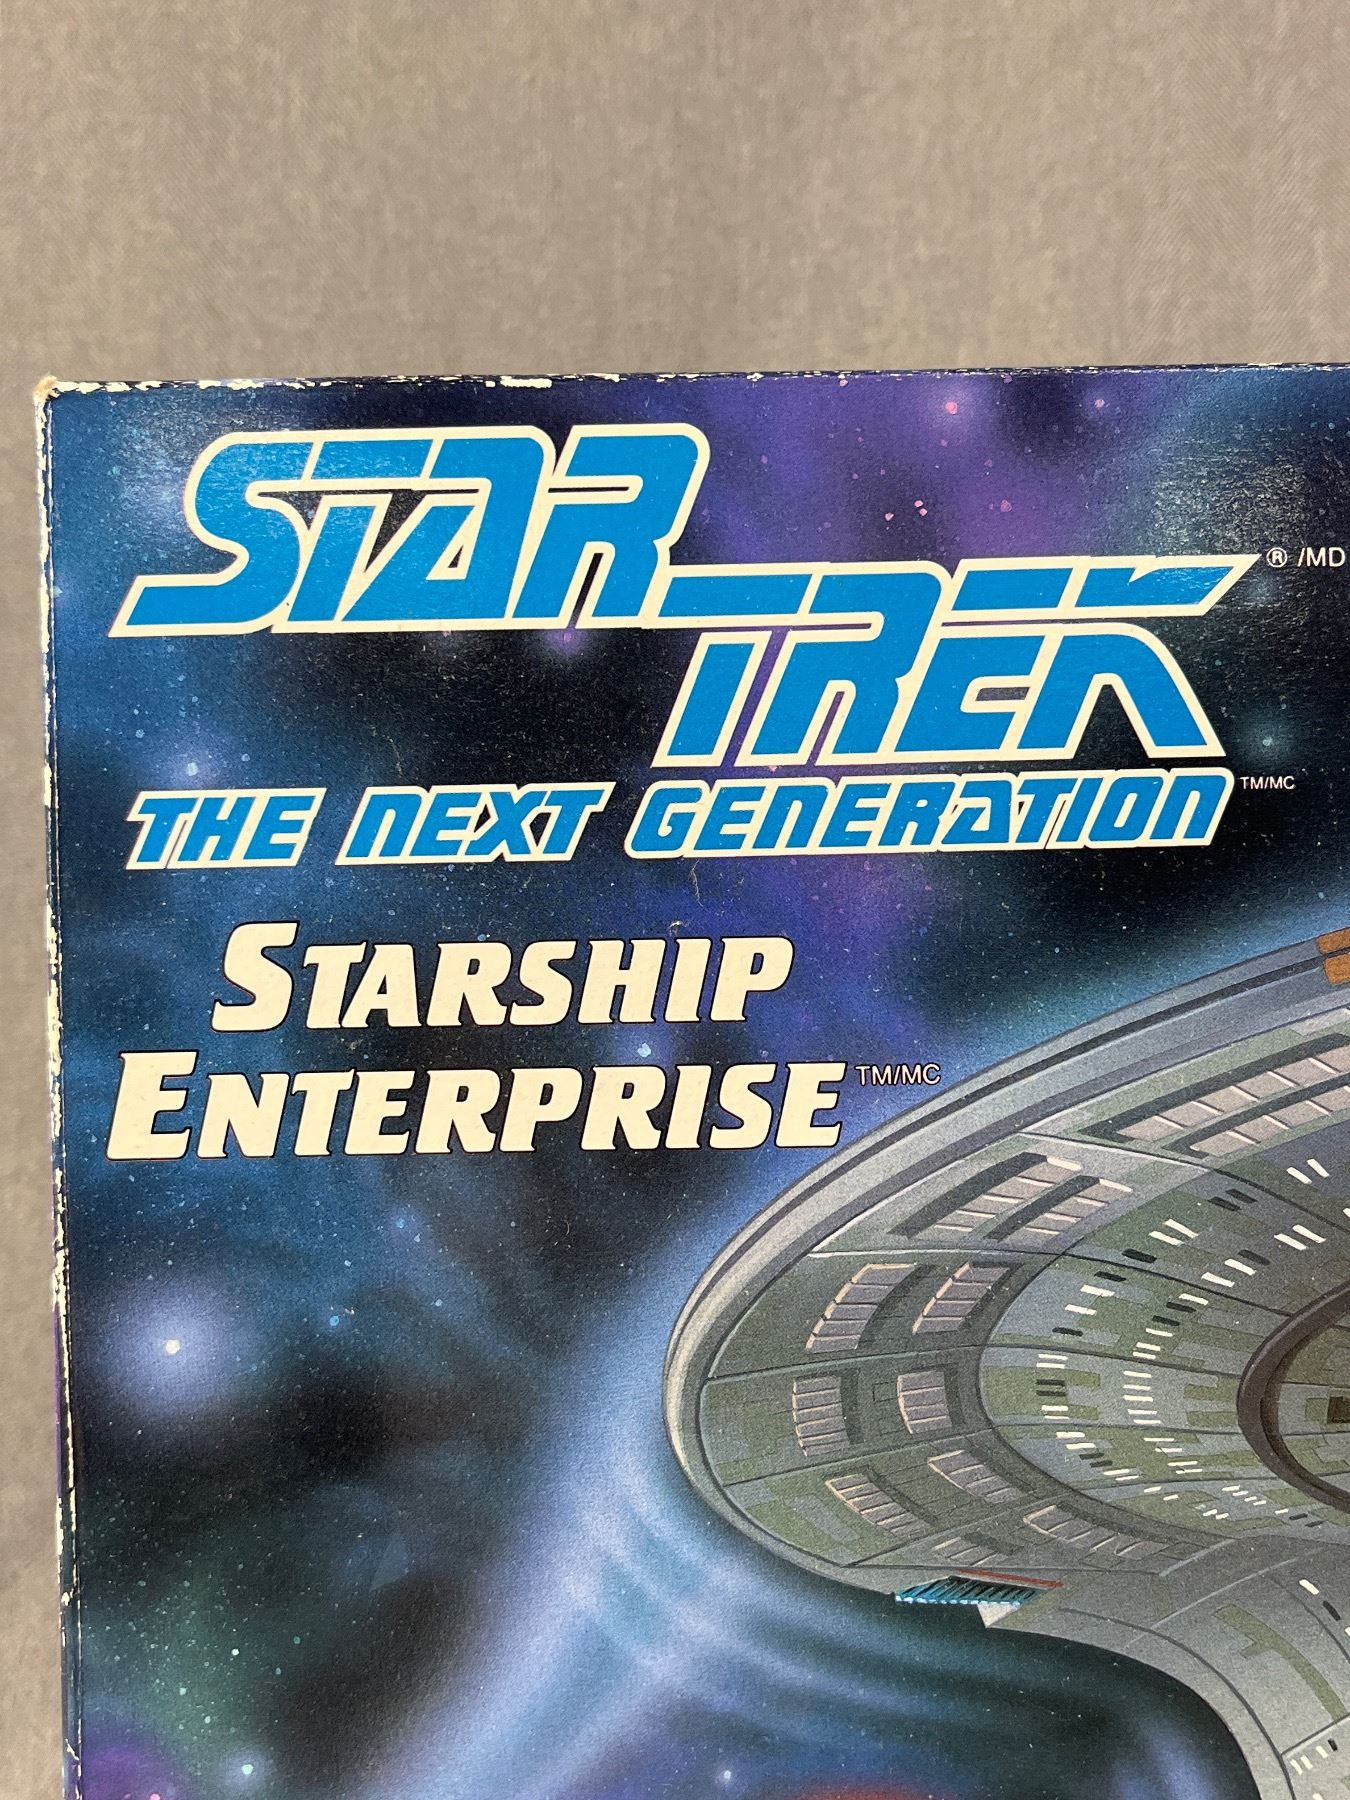 STAR
TREK ® /MD
THE NEXT GENERATION TM/MC
STARSHIP
ENTERPRISE TM/MC